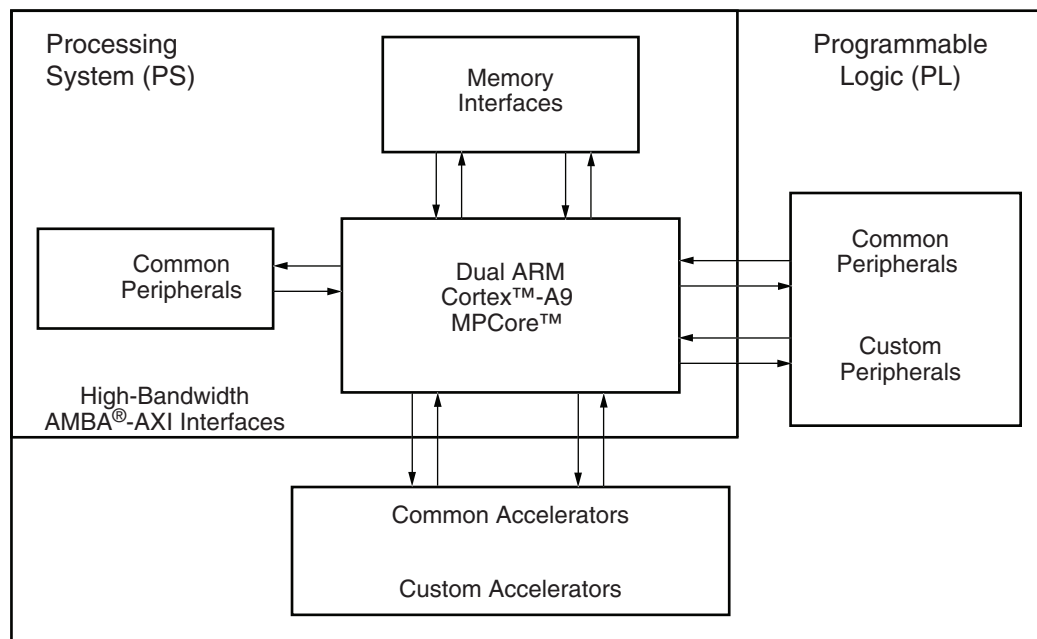 Processing
System (PS)
Programmable
Logic (PL)
Memory
Interfaces
Common
Peripherals
Dual ARM
Cortex™-A9
MPCore™
Common
Peripherals
Custom
Peripherals
High-Bandwidth
AMBA®-AXI Interfaces
Common Accelerators
Custom Accelerators